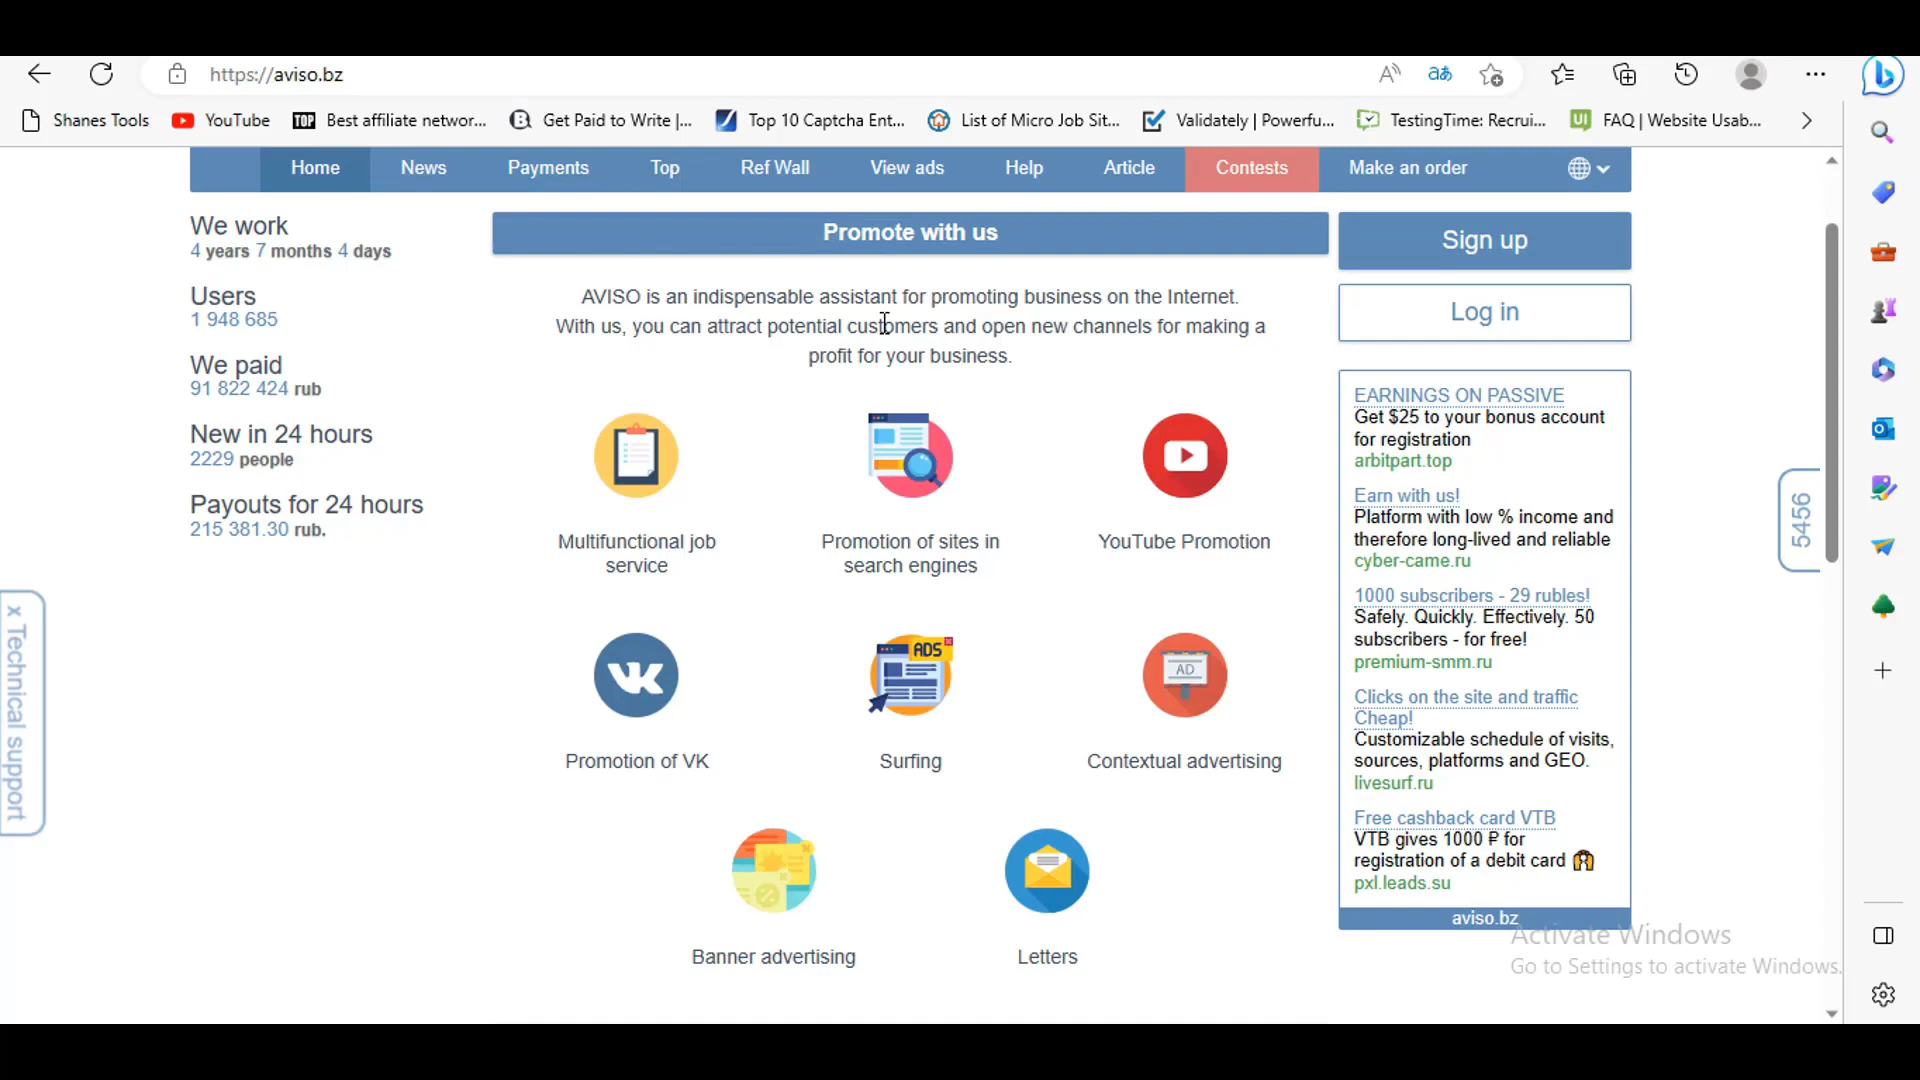 https://aviso.bz
Shanes Tools
YouTube
TOP Best affiliate networ...
Get Paid to Write |...
Top 10 Captcha Ent...
List of Micro Job Sit...
Validately | Powerfu...
TestingTime: Recrui...
UI FAQ | Website Usab...
Home
News
Payments
Top
Ref Wall
View ads
Help
Article
Contests
Make an order
We work
4 years 7 months 4 days
Users
1 948 685
We paid
91 822 424 rub
New in 24 hours
2229 people
Payouts for 24 hours
215 381.30 rub.
x Technical support
Promote with us
AVISO is an indispensable assistant for promoting business on the Internet.
With us, you can attract potential customers and open new channels for making a
profit for your business.
Multifunctional job
service
Promotion of sites in
search engines
YouTube Promotion
Promotion of VK
ADS
Surfing
AD
Contextual advertising
Banner advertising
Letters
Sign up
Log in
EARNINGS ON PASSIVE
Get $25 to your bonus account
for registration
arbitpart.top
Earn with us!
Platform with low % income and
therefore long-lived and reliable
cyber-came.ru
1000 subscribers - 29 rubles!
Safely. Quickly. Effectively. 50
subscribers - for free!
premium-smm.ru
Clicks on the site and traffic
Cheap!
Customizable schedule of visits,
sources, platforms and GEO.
livesurf.ru
Free cashback card VTB
VTB gives 1000 ₽ for
registration of a debit card
pxl.leads.su
aviso.bz
5456
Activate Windows
Go to Settings to activate Windows.